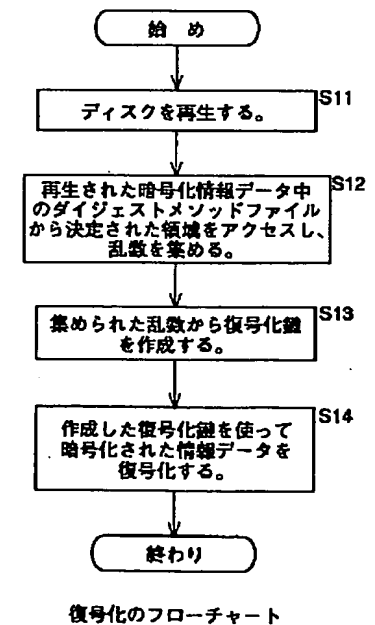 始 め
S11
ディスクを再生する。
S12
再生された暗号化情報データ中
のダイジェストメソッドファイル
から決定された領域をアクセスし、
乱数を集める。
S13
集められた乱数から復号化鍵
を作成する。
S14
作成した復号化鍵を使って
暗号化された情報データを
復号化する。
終わり
復号化のフローチャート